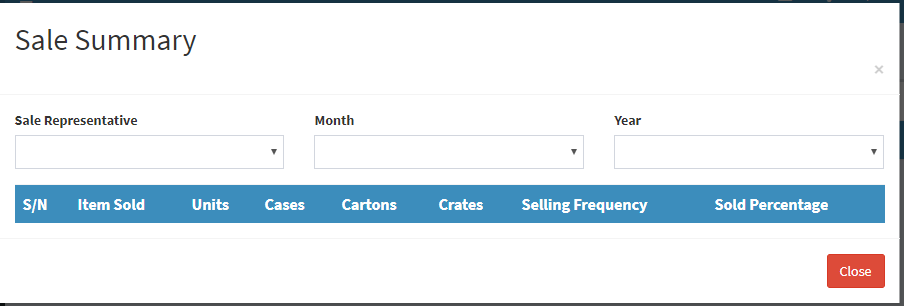 Sale Summary
×
Sale Representative Month Year
S/N Item Sold Units Cases Cartons Crates Selling Frequency Sold Percentage
Close